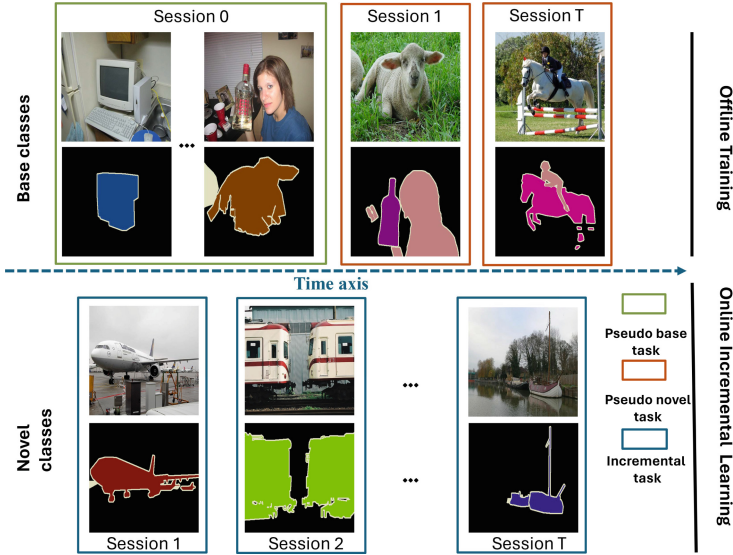 Session 0
Session 1
Session T
...
Base classes
Offline Training
Time axis
Pseudo base
task
Pseudo novel
task
Incremental
task
Novel
classes
...
...
Online Incremental Learning
Session 1
Session 2
Session T